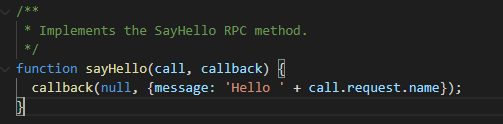 /**
 * Implements the SayHello RPC method.
 */
function sayHello(call, callback) {
  callback(null, {message: 'Hello ' + call.request.name});
}